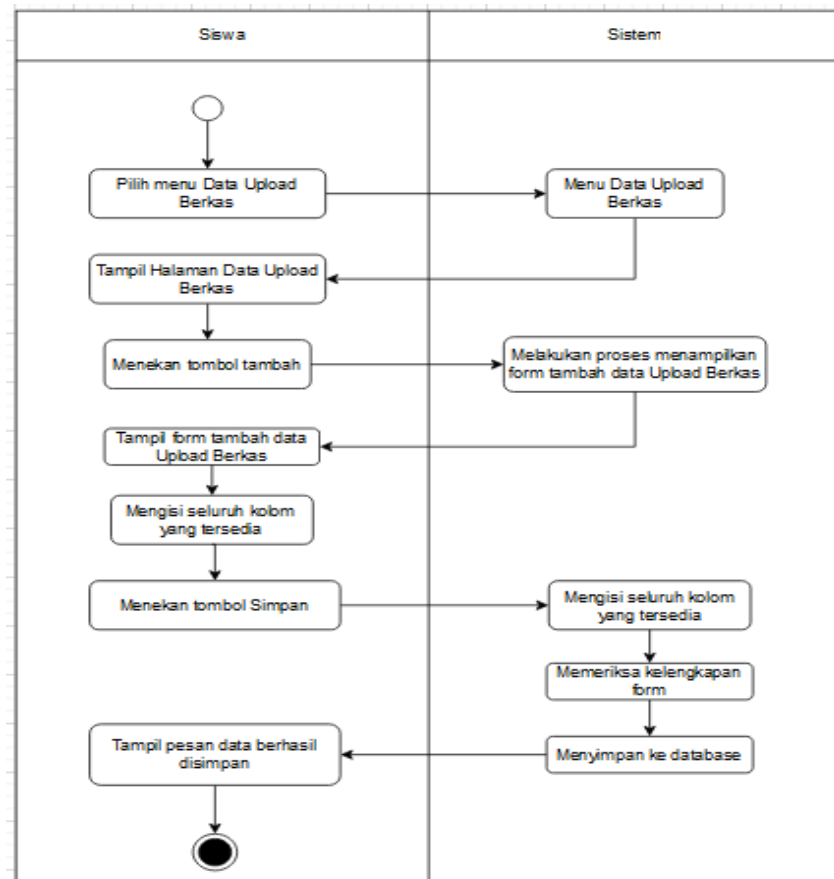 Siswa
Sistem
Pilih menu Data Upload
Berkas
Menu Data Upload
Berkas
Tampil Halaman Data Upload
Berkas
Menekan tombol tambah
Melakukan proses menampilkan
form tambah data Upload Berkas
Tampil form tambah data
Upload Berkas
Mengisi seluruh kolom
yang tersedia
Menekan tombol Simpan
Mengisi seluruh kolom
yang tersedia
Memeriksa kelengkapan
form
Tampil pesan data berhasil
disimpan
Menyimpan ke database